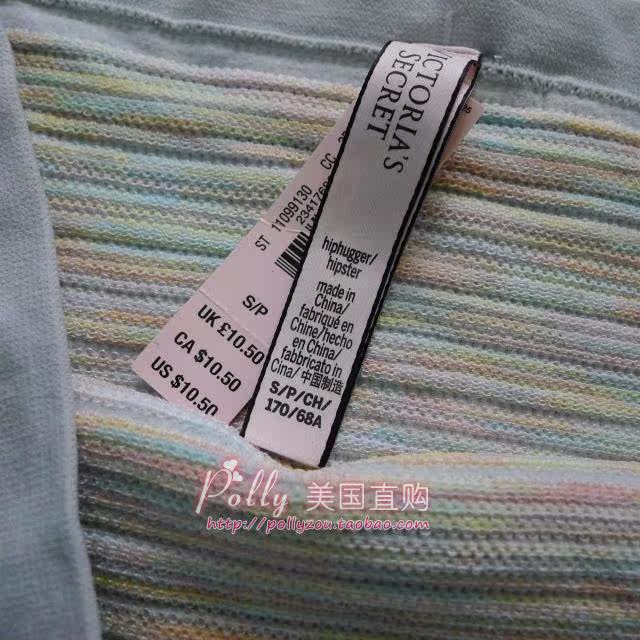 VICTORIA'S
SECRET
hiphugger/
hipster
made in
China/
fabriqué en
Chine/hecho
en China/
fabbricato in
Cina/中国制造
S/P/CH/
170/68A
ST 11099130 CC
S/P
UK £10.50
CA $10.50
US $10.50
Polly 美国直购
http://pollyzou.taobao.com